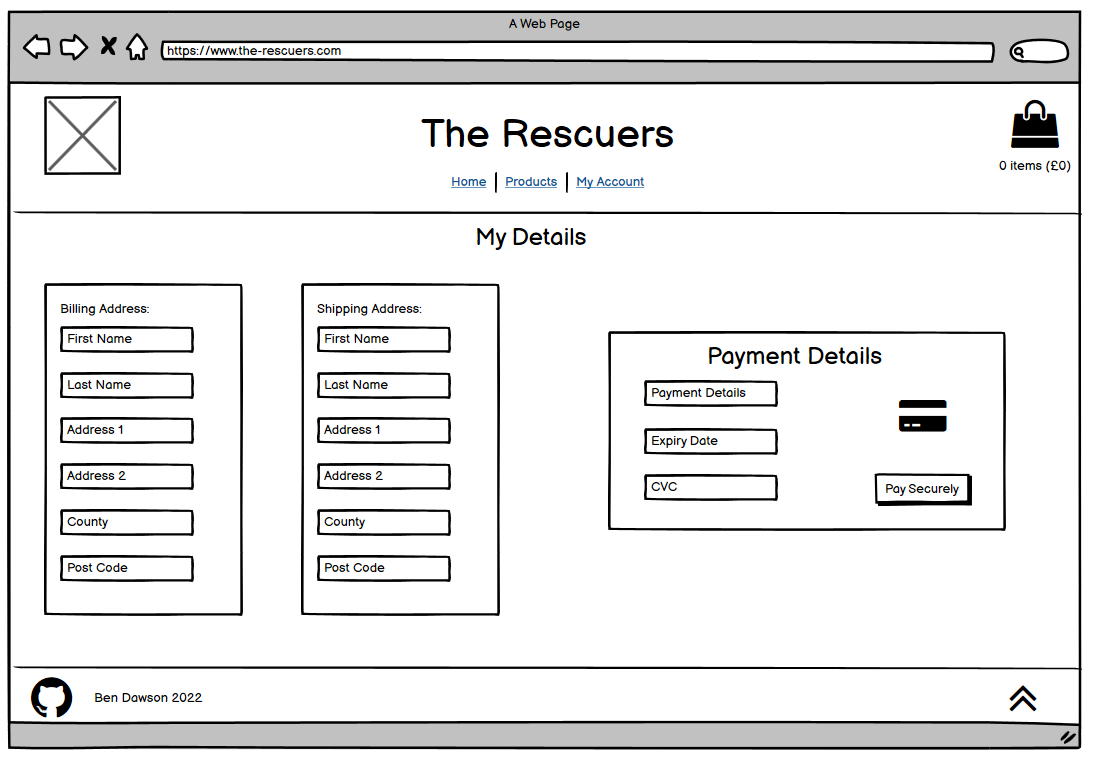 A Web Page
https://www.the-rescuers.com
The Rescuers
0 items (£0)
Home | Products | My Account
My Details
Billing Address:
First Name
Last Name
Address 1
Address 2
County
Post Code
Shipping Address:
First Name
Last Name
Address 1
Address 2
County
Post Code
Payment Details
Payment Details
Expiry Date
CVC
Pay Securely
Ben Dawson 2022